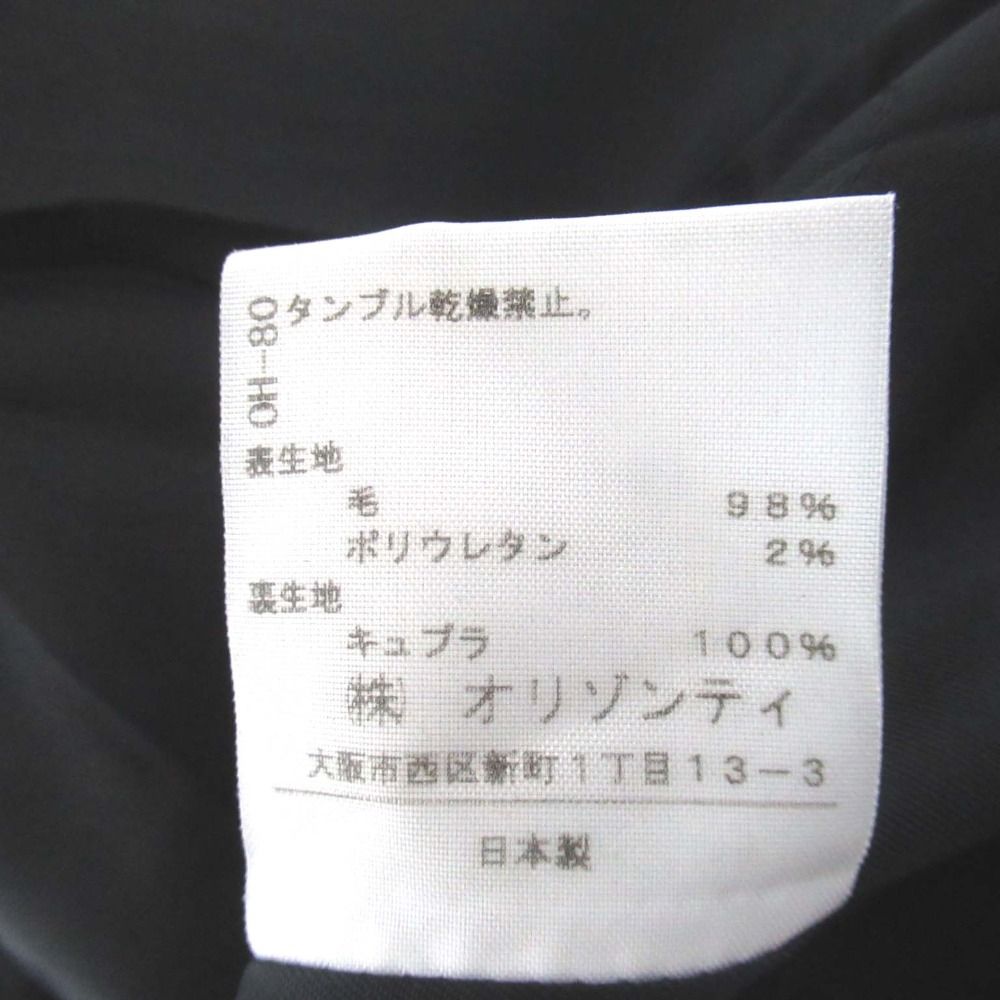 タンブル乾燥禁止。
08-HO
表生地
毛 98%
ポリウレタン 2%
裏生地
キュプラ 100%
㈱ オリゾンティ
大阪市西区新町1丁目13-3
日本製